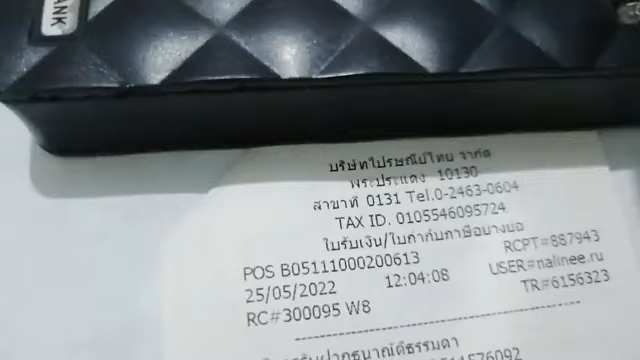 INK
บริษัทไปรษณีย์ไทย จำกัด
พระประแดง 10130
สาขาที่ 0131 Tel.0-2463-0604
TAX ID. 0105546095724
ใบรับเงิน/ใบกำกับภาษีอย่างย่อ
POS B05111000200613 RCPT#887943
25/05/2022 12:04:08 USER#nalinee.ru
RC#300095 W8 TR#6156323